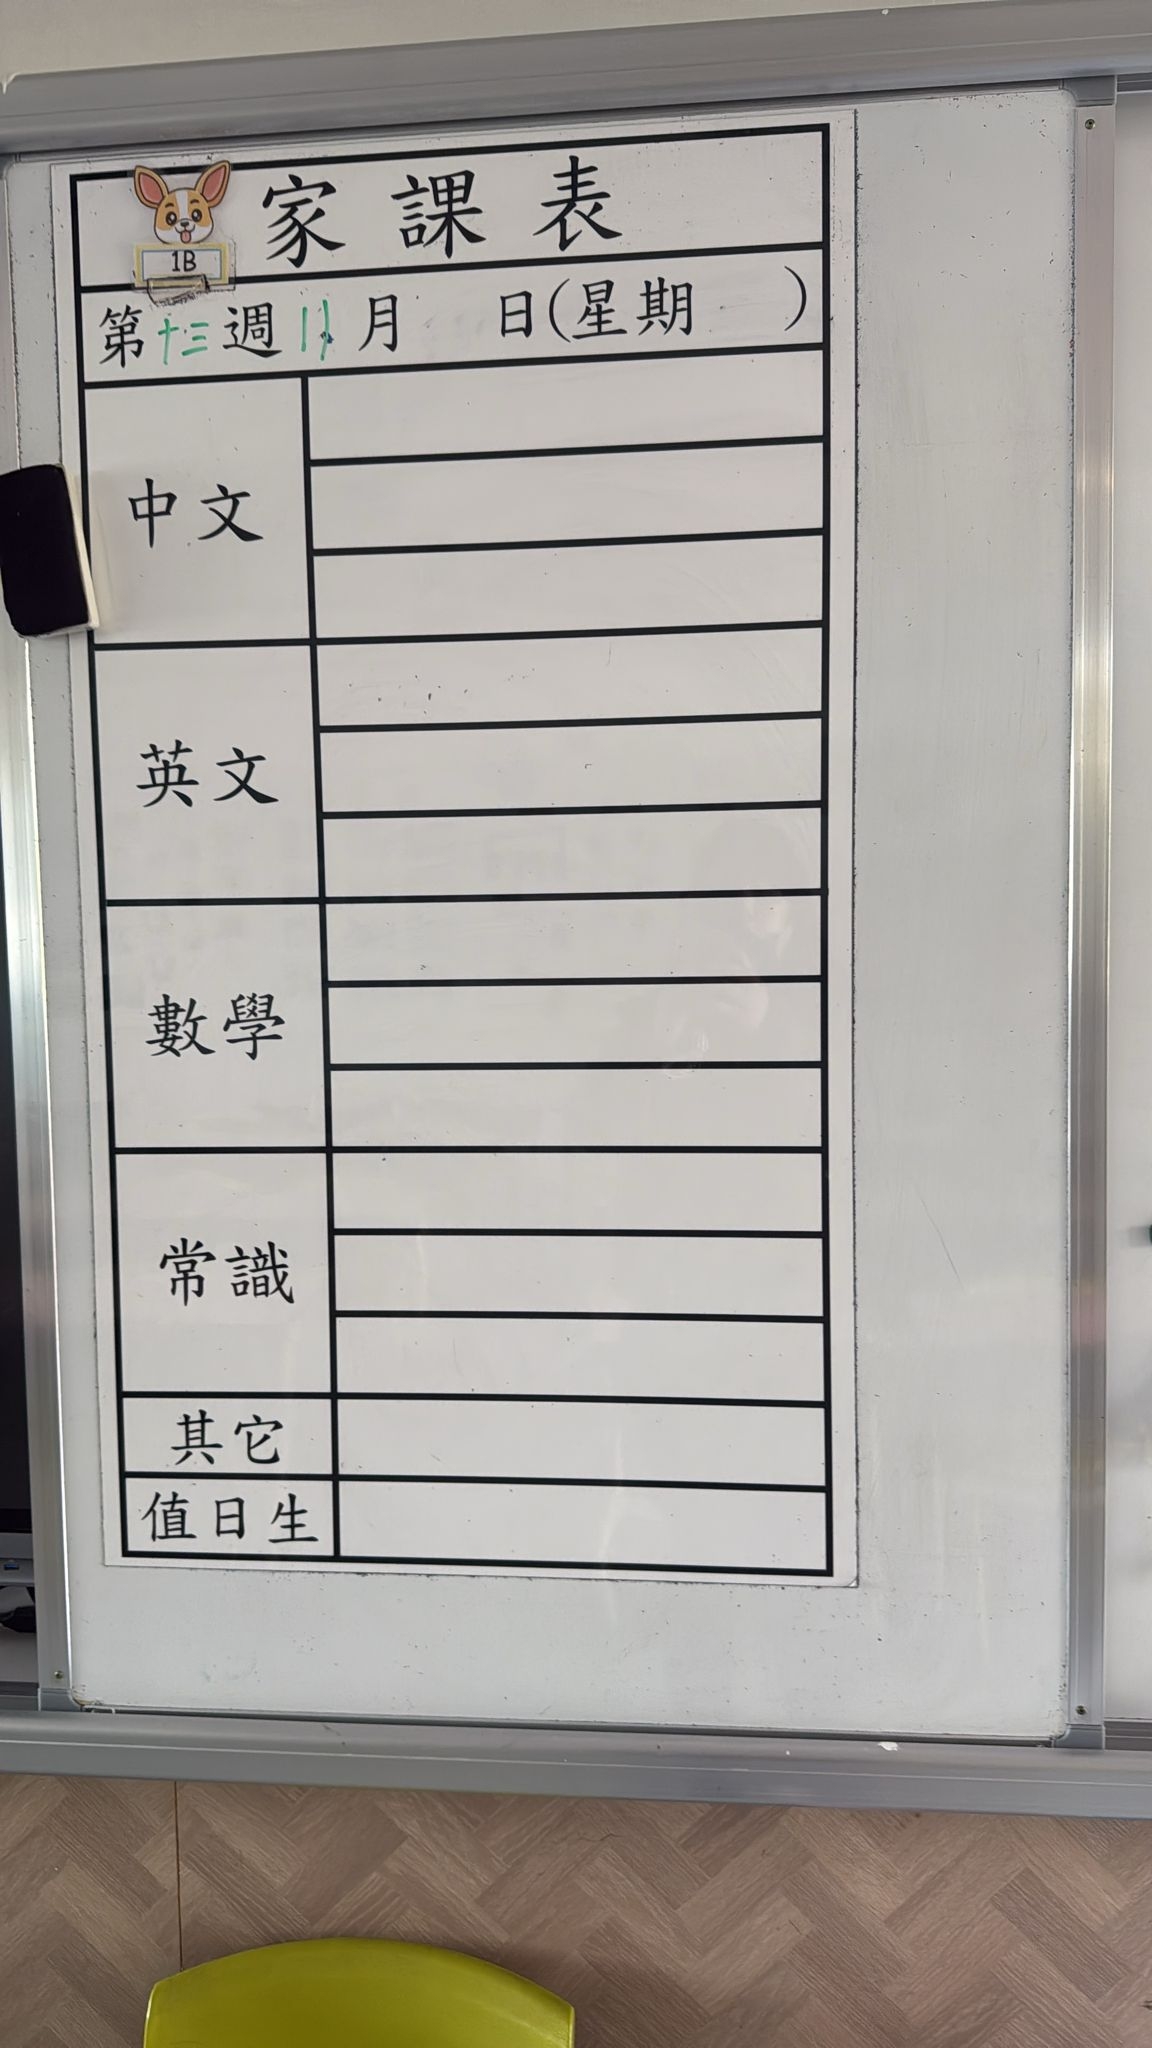 家課表
1B
第十三週11月 日(星期 )
中文
英文
數學
常識
其它
值日生